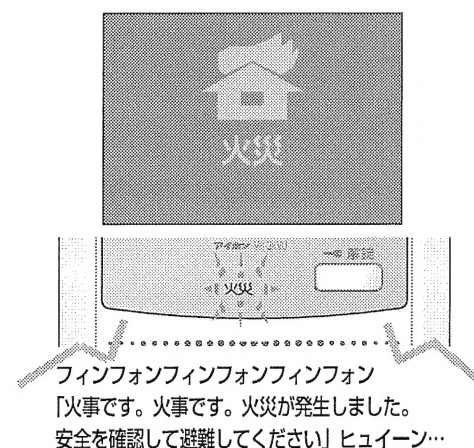 火災
アイホン
解錠
火災
フィンフォンフィンフォンフィンフォン
「火事です。火事です。火災が発生しました。
安全を確認して避難してください」ヒュイーン…